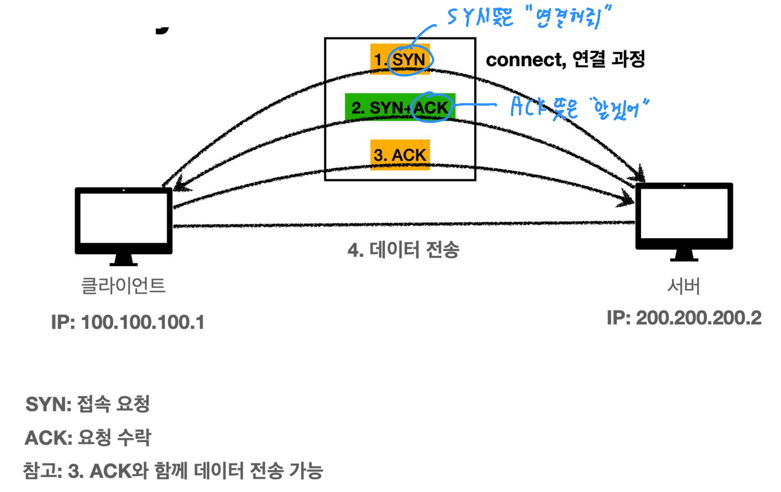 SYN 뜻은 "연결해줘"
1. SYN
connect, 연결 과정
2. SYN+ACK
ACK 뜻은 "알겠어"
3. ACK
4. 데이터 전송
클라이언트
서버
IP: 100.100.100.1
IP: 200.200.200.2
SYN: 접속 요청
ACK: 요청 수락
참고: 3. ACK와 함께 데이터 전송 가능